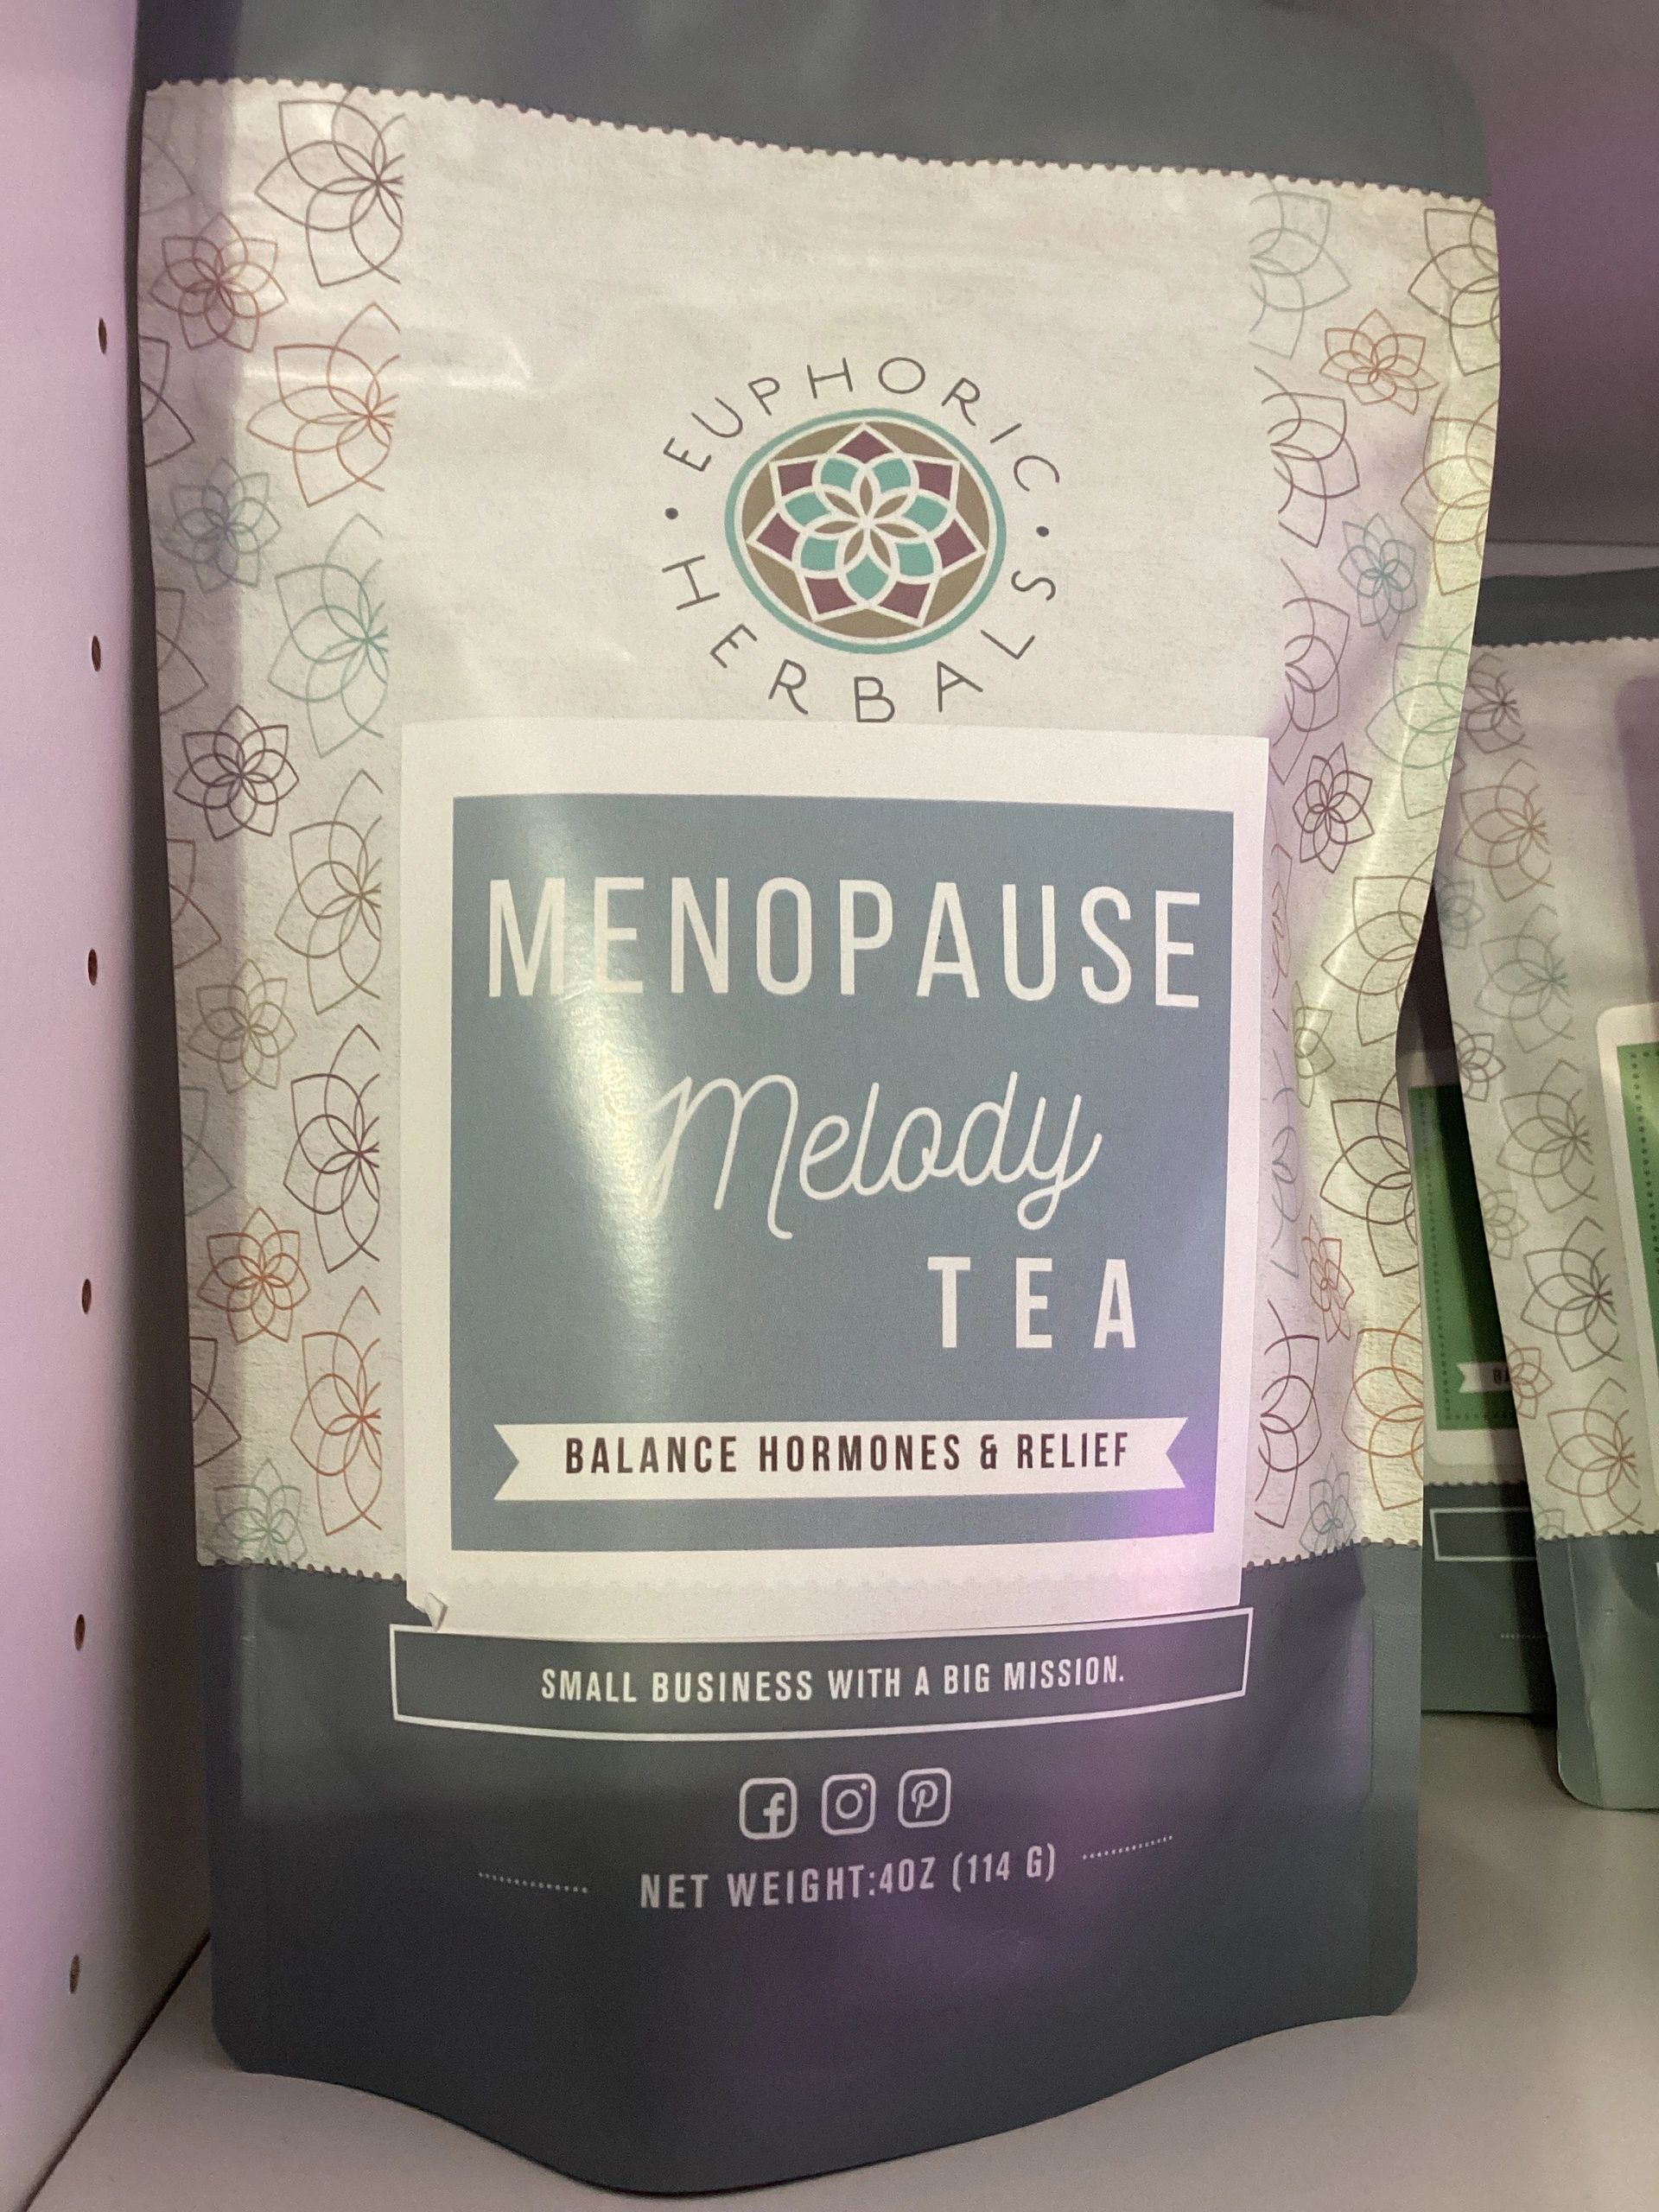 EUPHORIC
HERBALS
MENOPAUSE
Melody
TEA
BALANCE HORMONES & RELIEF
SMALL BUSINESS WITH A BIG MISSION.
NET WEIGHT:4OZ (114 G)